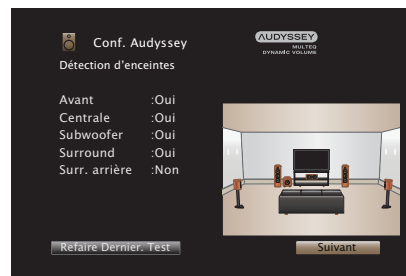 Conf. Audyssey
AUDYSSEY
MULTEQ
DYNAMIC VOLUME
Détection d'enceintes
Avant :Oui
Centrale :Oui
Subwoofer :Oui
Surround :Oui
Surr. arrière :Non
Refaire Dernier. Test
Suivant